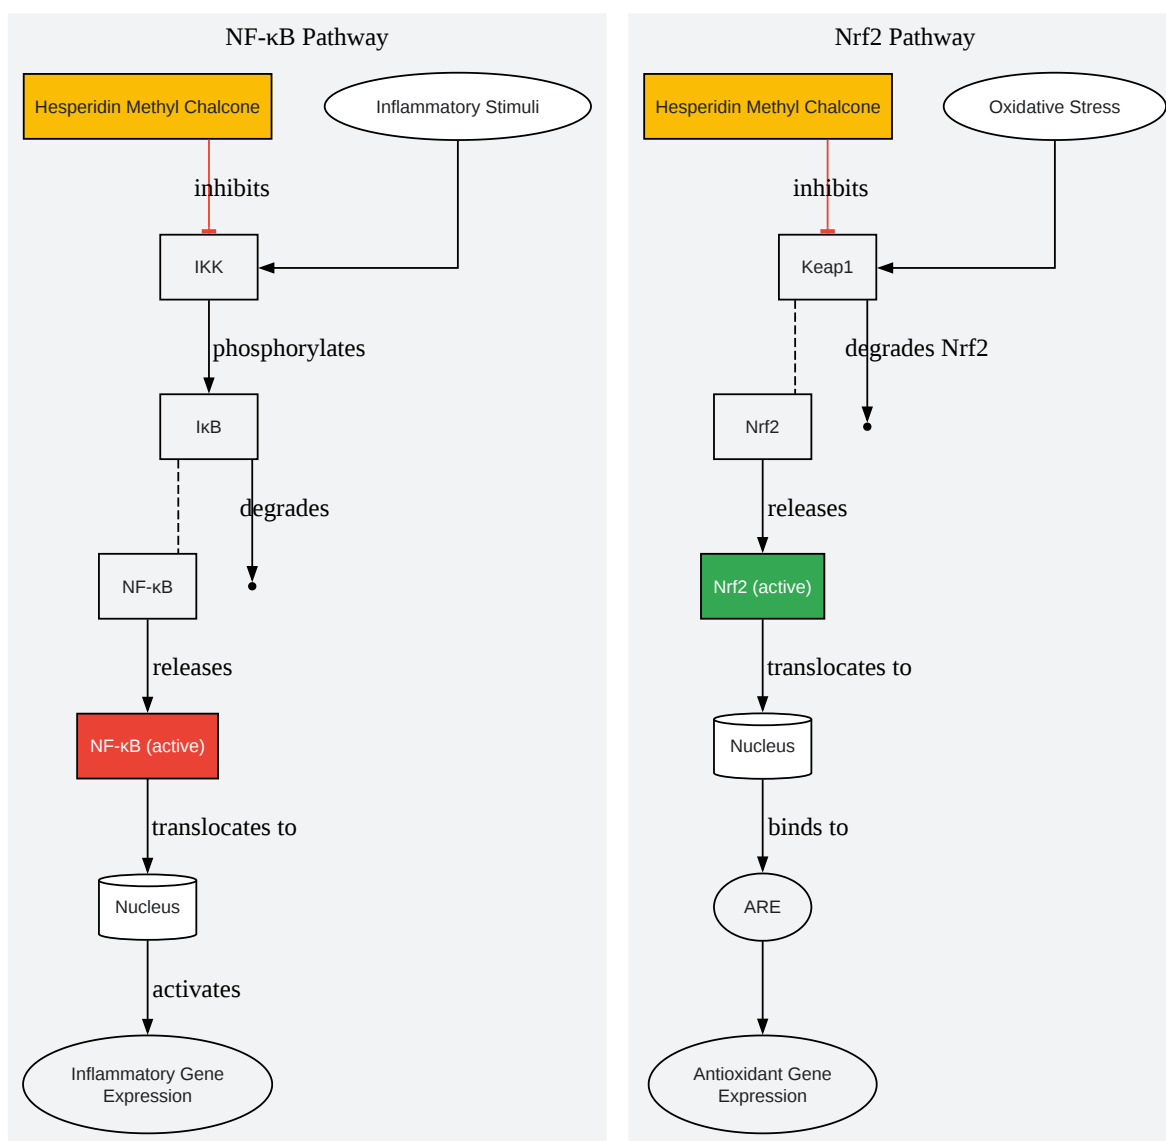 NF-κB Pathway
Hesperidin Methyl Chalcone
Inflammatory Stimuli
inhibits
IKK
phosphorylates
IκB
degrades
NF-κB
releases
NF-κB (active)
translocates to
Nucleus
activates
Inflammatory Gene
Expression
Nrf2 Pathway
Hesperidin Methyl Chalcone
Oxidative Stress
inhibits
Keap1
degrades Nrf2
Nrf2
releases
Nrf2 (active)
translocates to
Nucleus
binds to
ARE
Antioxidant Gene
Expression